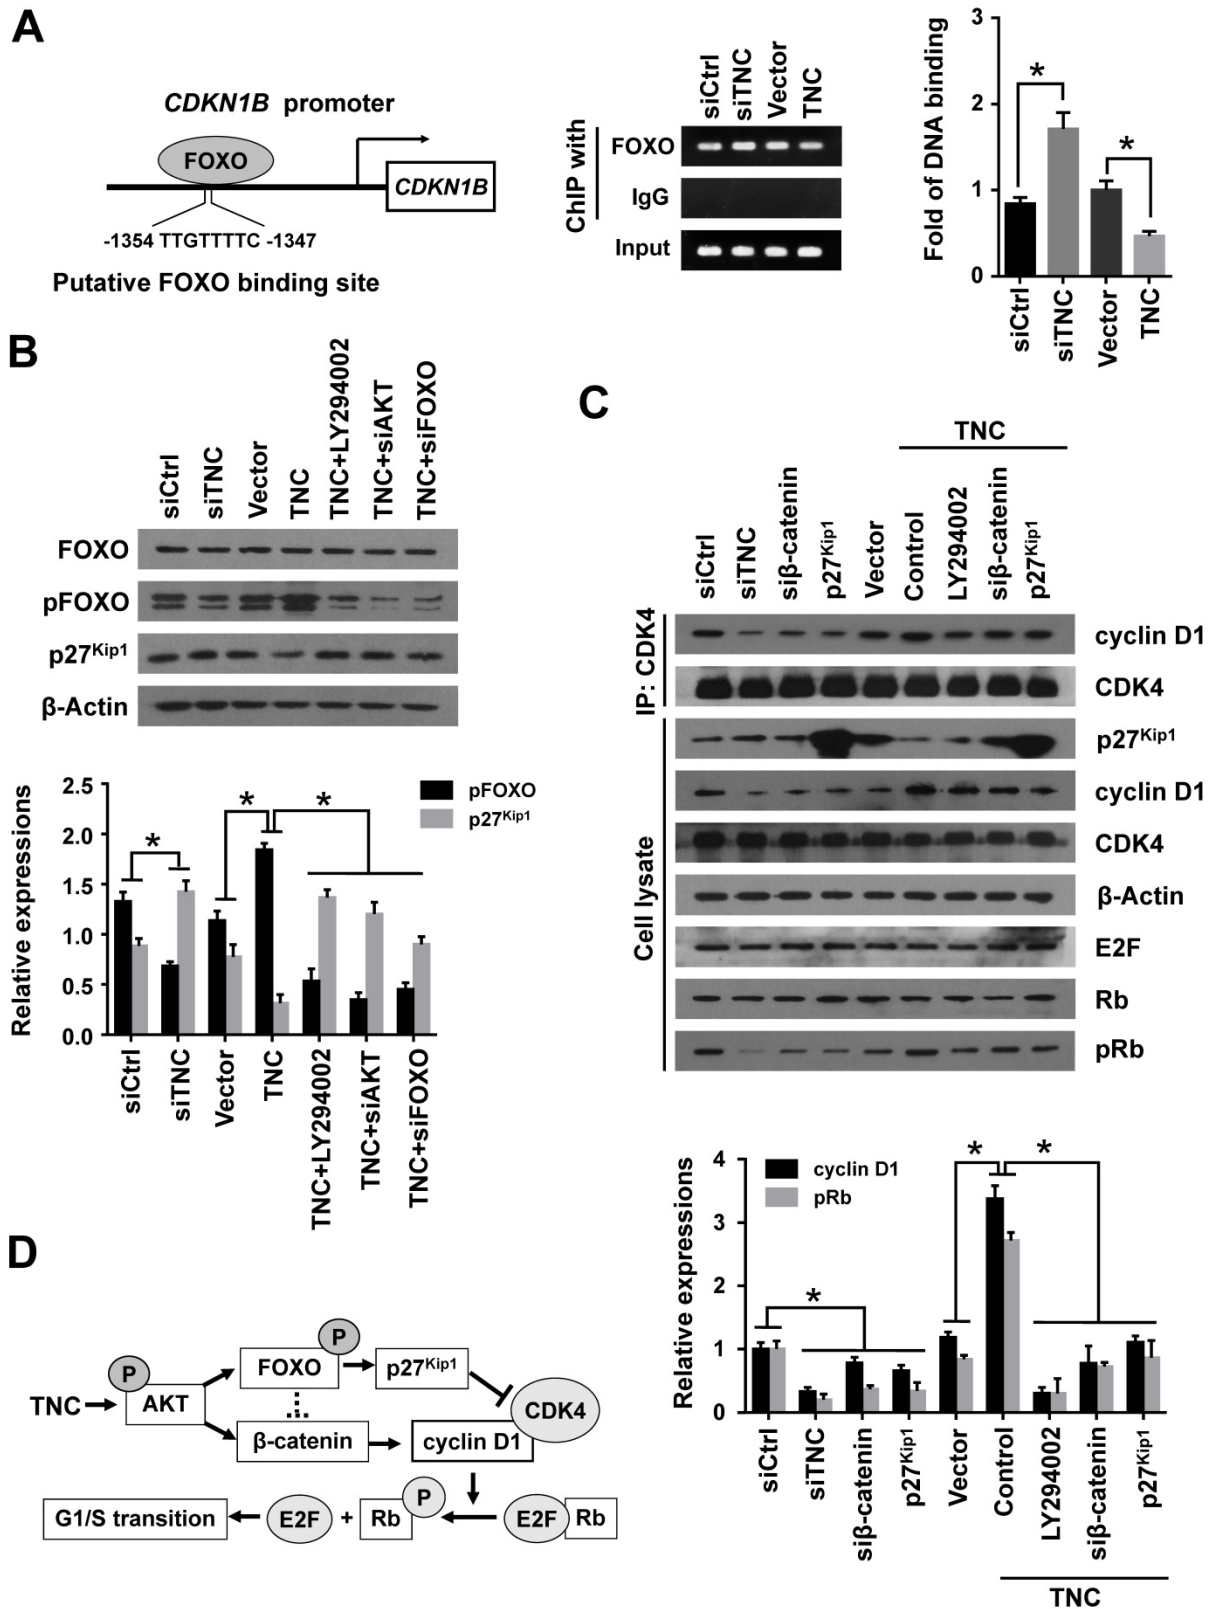 A
CDKN1B promoter
FOXO
CDKN1B
-1354 TTGTTTTC -1347
Putative FOXO binding site
siCtrl
siTNC
Vector
TNC
ChIP with
FOXO
IgG
Input
Fold of DNA binding
3
2
1
0
*
*
siCtrl
siTNC
Vector
TNC
B
siCtrl
siTNC
Vector
TNC
TNC+LY294002
TNC+siAKT
TNC+siFOXO
FOXO
pFOXO
p27Kip1
β-Actin
Relative expressions
2.5
2.0
1.5
1.0
0.5
0.0
pFOXO
p27Kip1
*
*
*
siCtrl
siTNC
Vector
TNC
TNC+LY294002
TNC+siAKT
TNC+siFOXO
C
TNC
siCtrl
siTNC
siβ-catenin
p27Kip1
Vector
Control
LY294002
siβ-catenin
p27Kip1
IP: CDK4
cyclin D1
CDK4
Cell lysate
p27Kip1
cyclin D1
CDK4
β-Actin
E2F
Rb
pRb
Relative expressions
4
3
2
1
0
cyclin D1
pRb
*
*
*
siCtrl
siTNC
siβ-catenin
p27Kip1
Vector
Control
LY294002
siβ-catenin
p27Kip1
TNC
D
TNC
P
AKT
FOXO
P
p27Kip1
CDK4
β-catenin
cyclin D1
G1/S transition
E2F
+
Rb
P
E2F
Rb